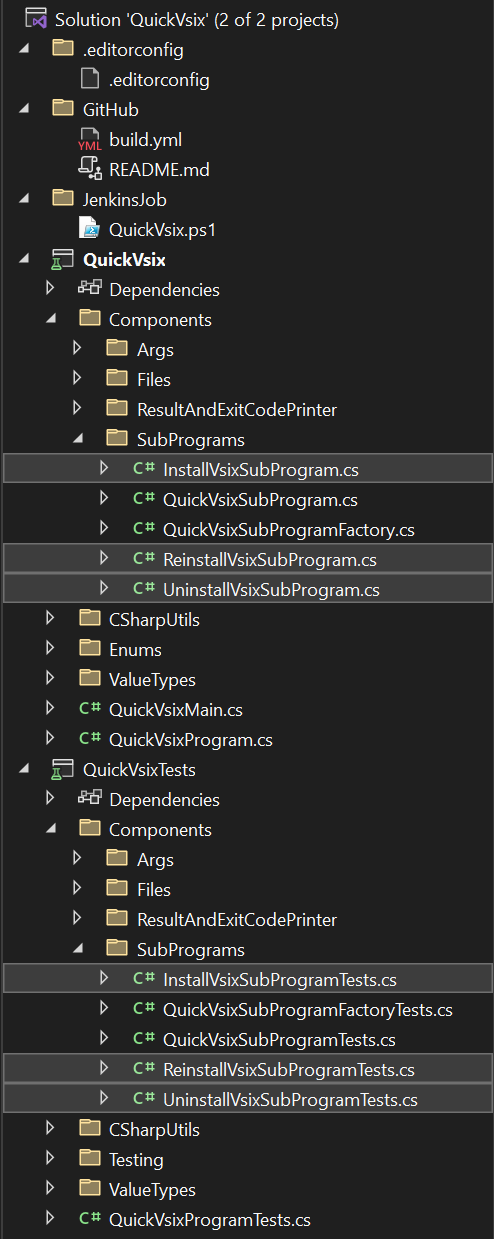 Solution 'QuickVsix' (2 of 2 projects)
.editorconfig
.editorconfig
GitHub
YML build.yml
README.md
JenkinsJob
QuickVsix.ps1
QuickVsix
Dependencies
Components
Args
Files
ResultAndExitCodePrinter
SubPrograms
C# InstallVsixSubProgram.cs
C# QuickVsixSubProgram.cs
C# QuickVsixSubProgramFactory.cs
C# ReinstallVsixSubProgram.cs
C# UninstallVsixSubProgram.cs
CSharpUtils
Enums
ValueTypes
C# QuickVsixMain.cs
C# QuickVsixProgram.cs
QuickVsixTests
Dependencies
Components
Args
Files
ResultAndExitCodePrinter
SubPrograms
C# InstallVsixSubProgramTests.cs
C# QuickVsixSubProgramFactoryTests.cs
C# QuickVsixSubProgramTests.cs
C# ReinstallVsixSubProgramTests.cs
C# UninstallVsixSubProgramTests.cs
CSharpUtils
Testing
ValueTypes
C# QuickVsixProgramTests.cs